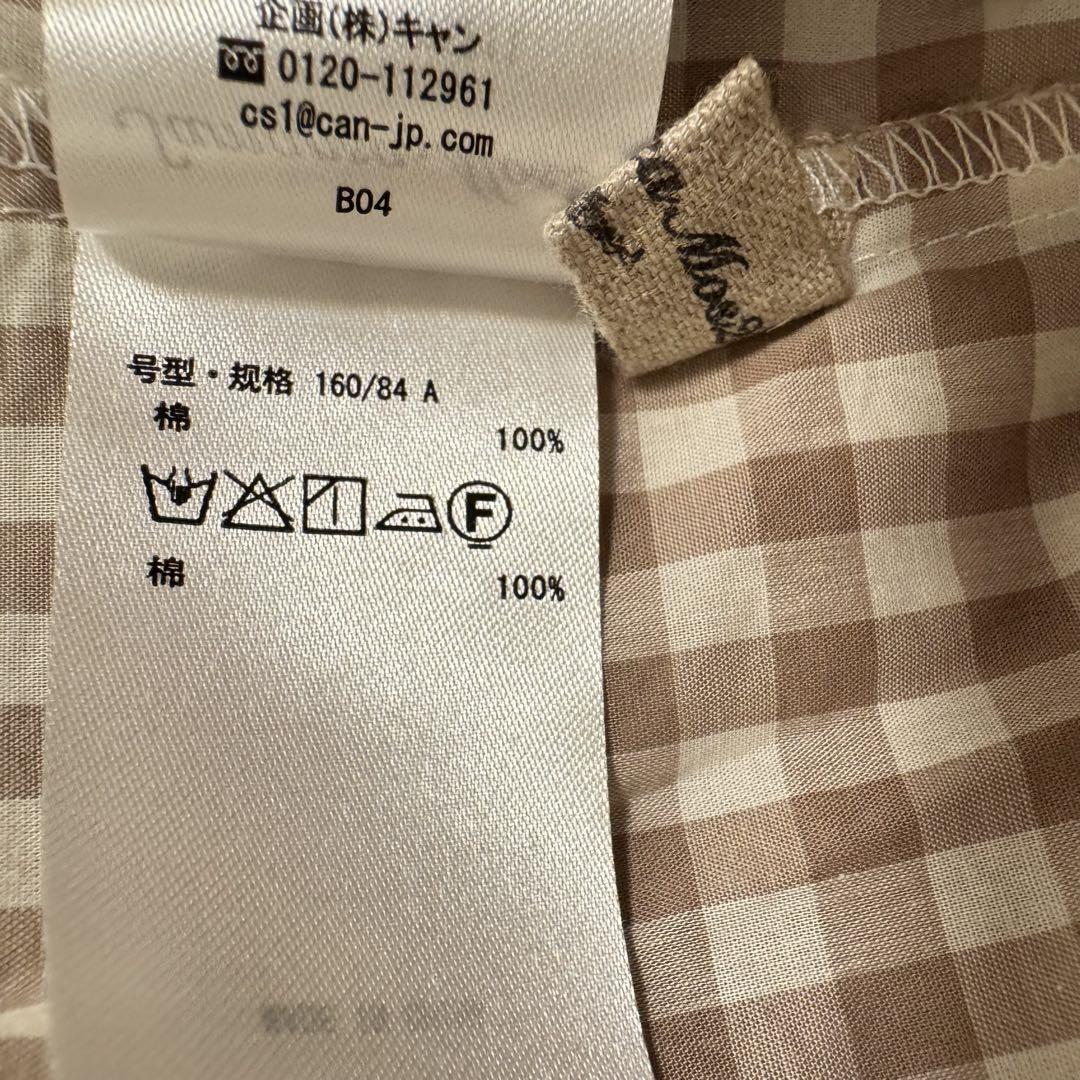 企画(株)キャン
0120-112961
cs1@can-jp.com
B04
号型・规格 160/84 A
棉
100%
F
棉
100%